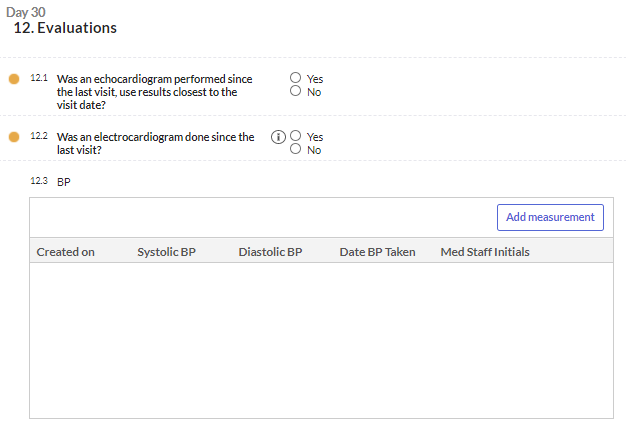 Day 30
12. Evaluations
12.1 Was an echocardiogram performed since
the last visit, use results closest to the
visit date?
Yes
No
12.2 Was an electrocardiogram done since the
last visit?
i
Yes
No
12.3 BP
Add measurement
Created on Systolic BP Diastolic BP Date BP Taken Med Staff Initials